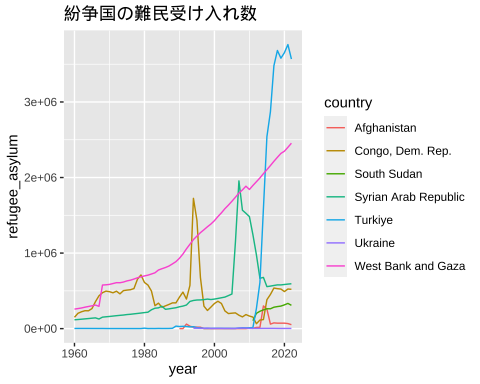 紛争国の難民受け入れ数
refugee_asylum
3e+06
2e+06
1e+06
0e+00
1960
1980
2000
2020
year
country
Afghanistan
Congo, Dem. Rep.
South Sudan
Syrian Arab Republic
Turkiye
Ukraine
West Bank and Gaza